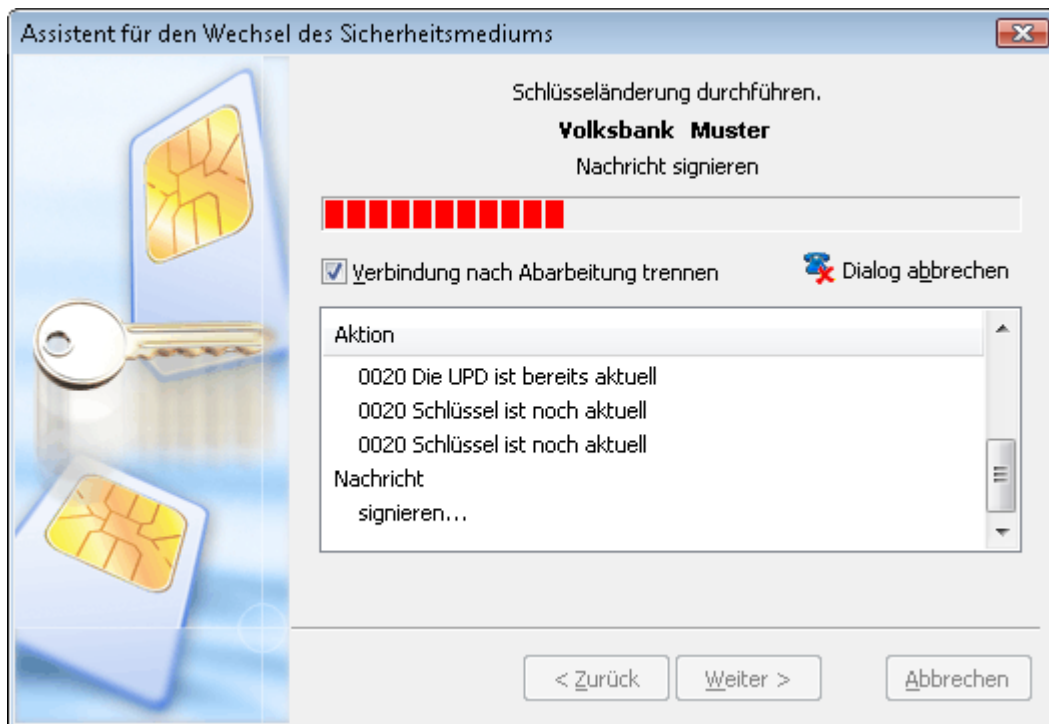 Assistent für den Wechsel des Sicherheitsmediums
Schlüsseländerung durchführen.
Volksbank Muster
Nachricht signieren
Verbindung nach Abarbeitung trennen
Dialog abbrechen
Aktion
0020 Die UPD ist bereits aktuell
0020 Schlüssel ist noch aktuell
0020 Schlüssel ist noch aktuell
Nachricht
signieren...
< Zurück
Weiter >
Abbrechen